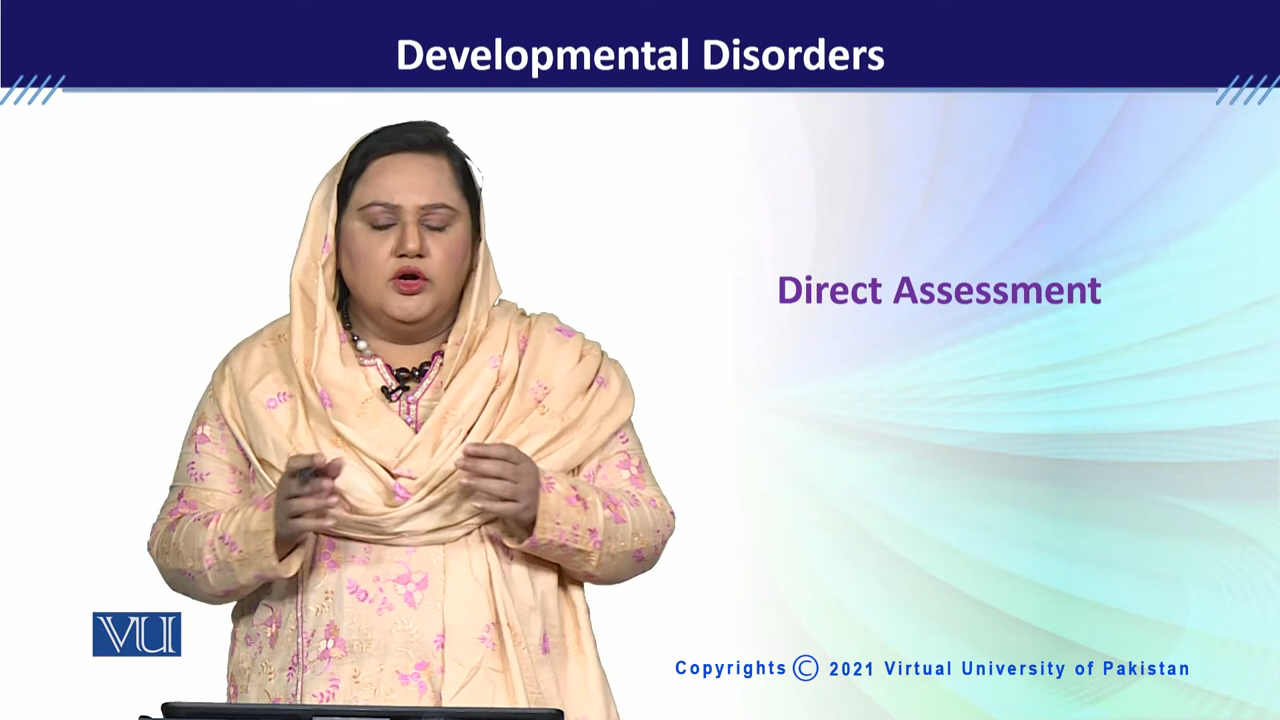 Developmental Disorders
Direct Assessment
VU
Copyrights © 2021 Virtual University of Pakistan